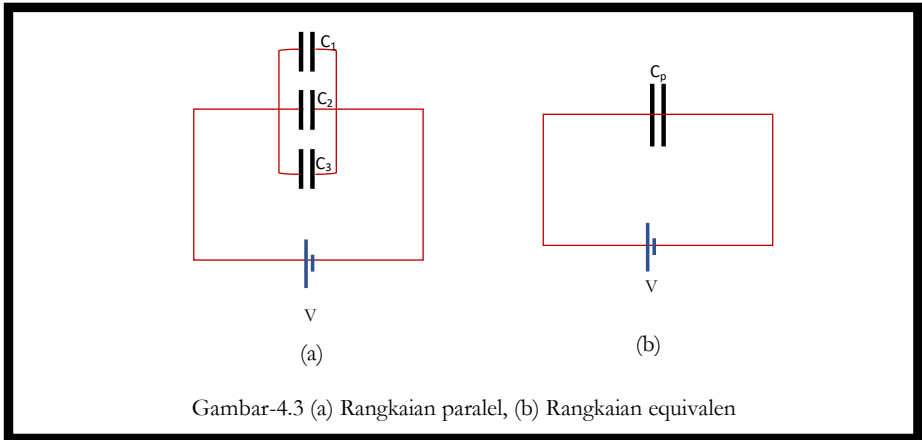 C₁
C₂
C₃
V
(a)
Cₚ
V
(b)
Gambar-4.3 (a) Rangkaian paralel, (b) Rangkaian equivalen